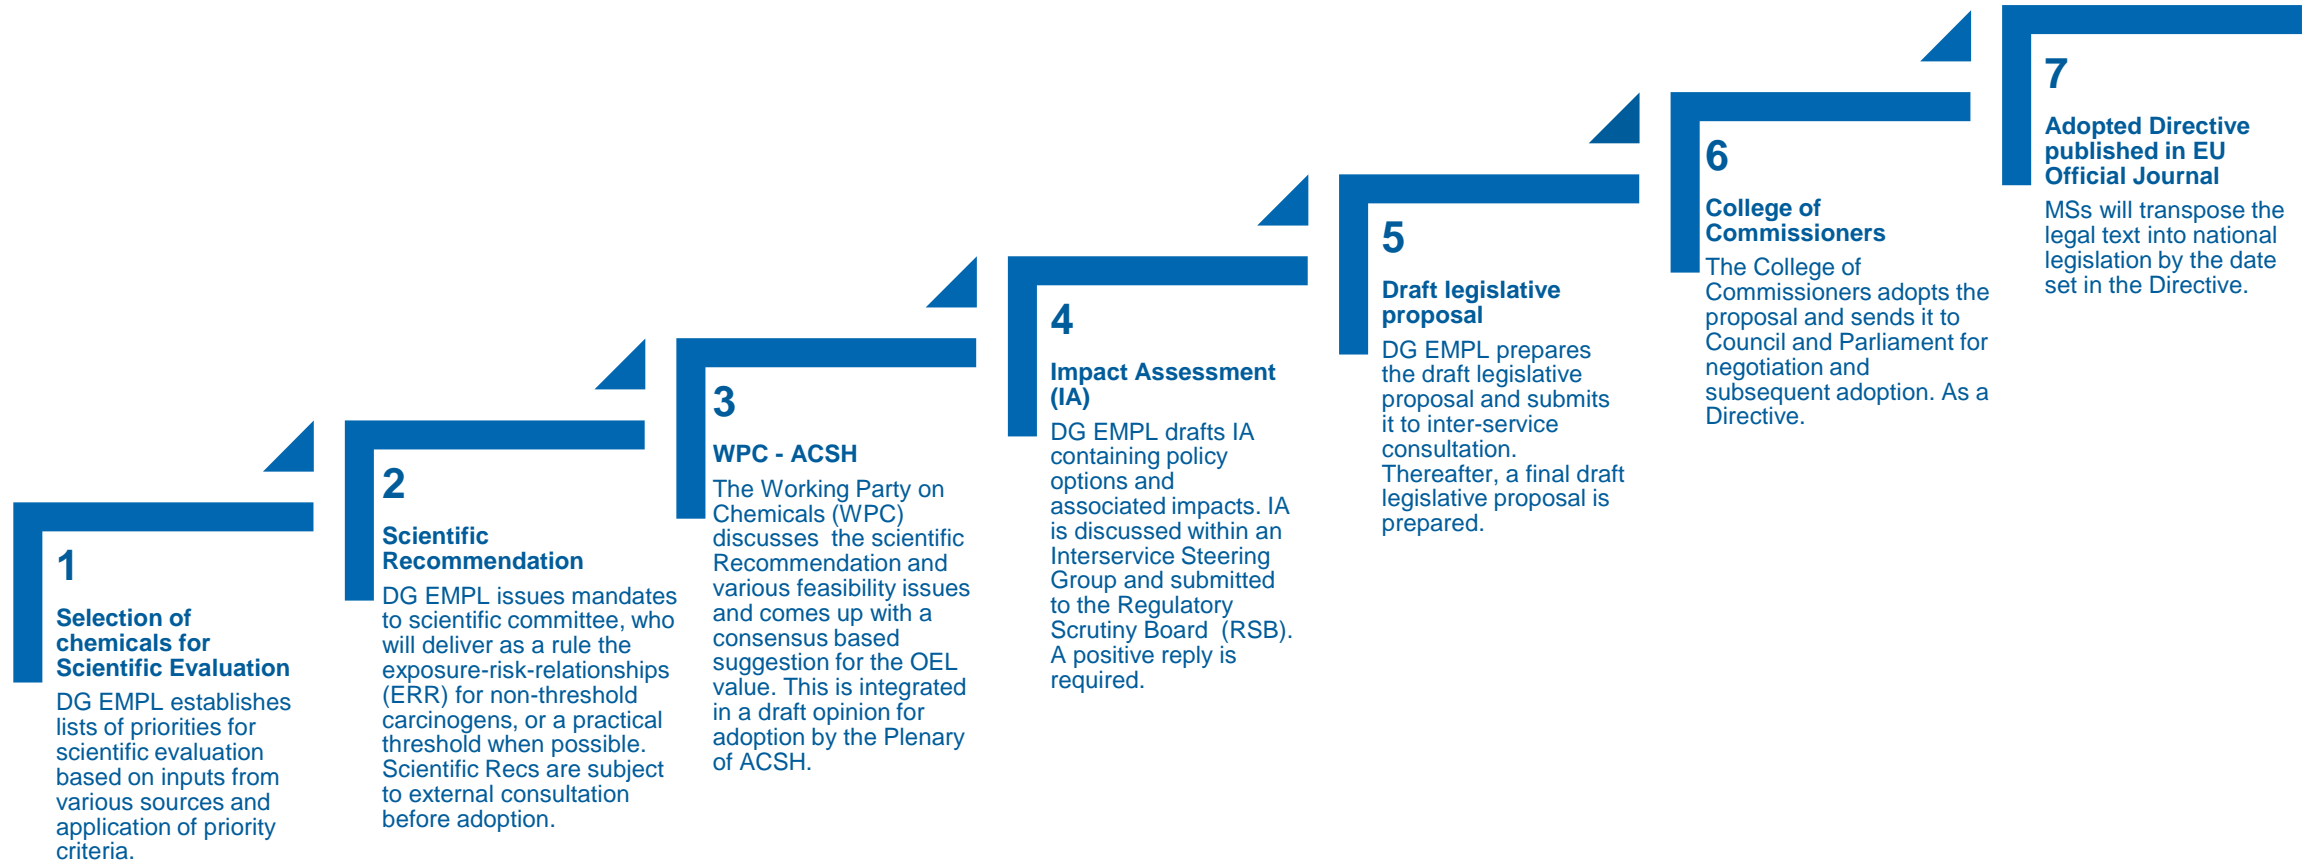 1
Selection of
chemicals for
Scientific Evaluation
DG EMPL establishes
lists of priorities for
scientific evaluation
based on inputs from
various sources and
application of priority
criteria.
2
Scientific
Recommendation
DG EMPL issues mandates
to scientific committee, who
will deliver as a rule the
exposure-risk-relationships
(ERR) for non-threshold
carcinogens, or a practical
threshold when possible.
Scientific Recs are subject
to external consultation
before adoption.
3
WPC - ACSH
The Working Party on
Chemicals (WPC)
discusses  the scientific
Recommendation and
various feasibility issues
and comes up with a
consensus based
suggestion for the OEL
value. This is integrated
in a draft opinion for
adoption by the Plenary
of ACSH.
4
Impact Assessment
(IA)
DG EMPL drafts IA
containing policy
options and
associated impacts. IA
is discussed within an
Interservice Steering
Group and submitted
to the Regulatory
Scrutiny Board  (RSB).
A positive reply is
required.
5
Draft legislative
proposal
DG EMPL prepares
the draft legislative
proposal and submits
it to inter-service
consultation.
Thereafter, a final draft
legislative proposal is
prepared.
6
College of
Commissioners
The College of
Commissioners adopts the
proposal and sends it to
Council and Parliament for
negotiation and
subsequent adoption. As a
Directive.
7
Adopted Directive
published in EU
Official Journal
MSs will transpose the
legal text into national
legislation by the date
set in the Directive.